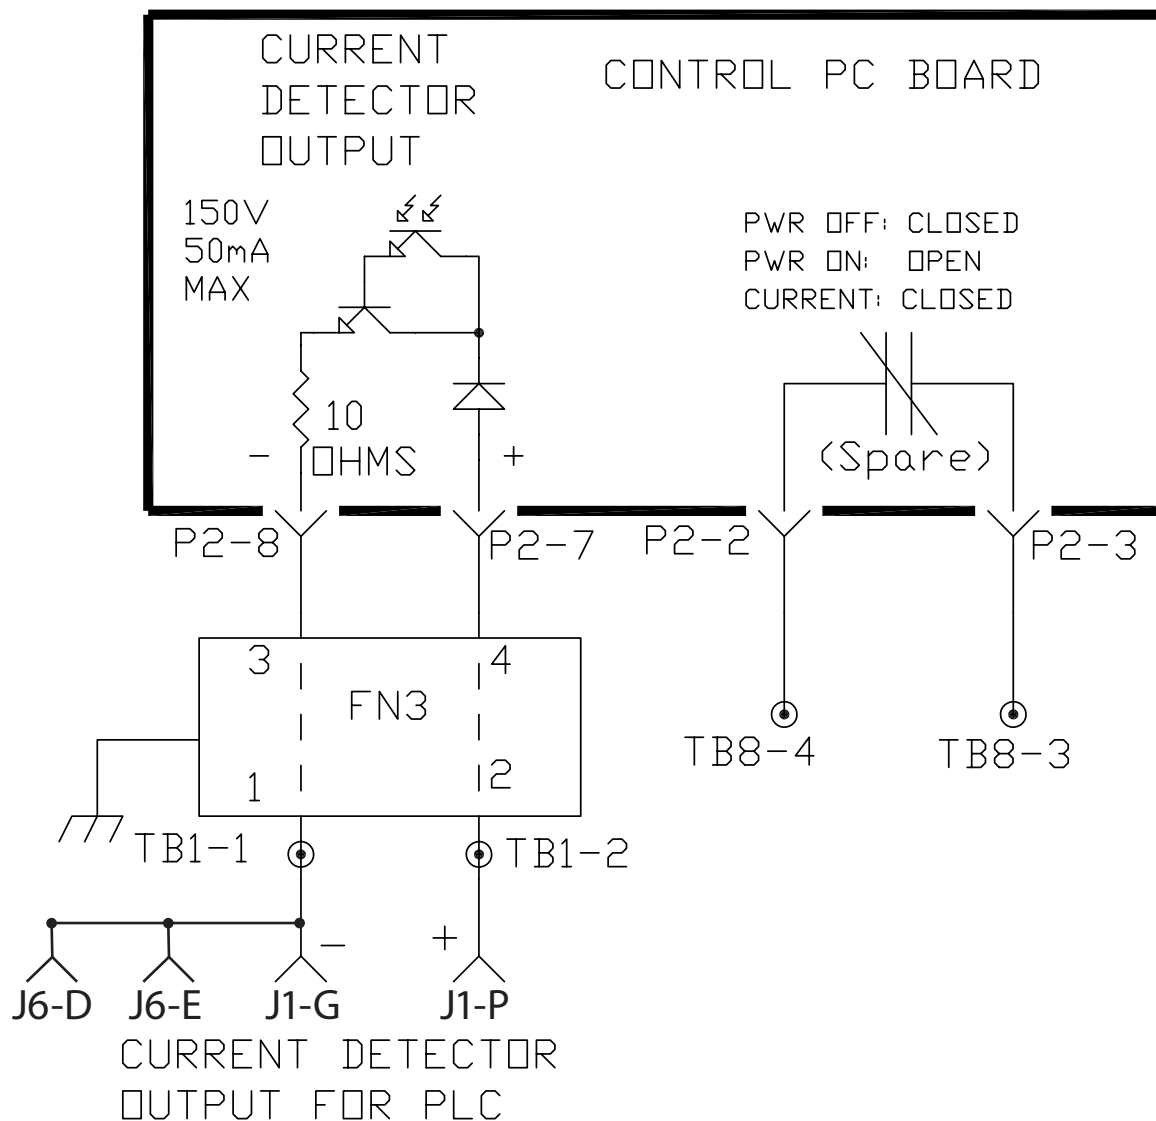 CURRENT
DETECTOR
OUTPUT
CONTROL PC BOARD
150V
50mA
MAX
PWR OFF: CLOSED
PWR ON: OPEN
CURRENT: CLOSED
10
OHMS
-
+
(Spare)
P2-8
P2-7
P2-2
P2-3
3
4
FN3
1
2
TB8-4
TB8-3
TB1-1
TB1-2
-
+
J6-D
J6-E
J1-G
J1-P
CURRENT DETECTOR
OUTPUT FOR PLC